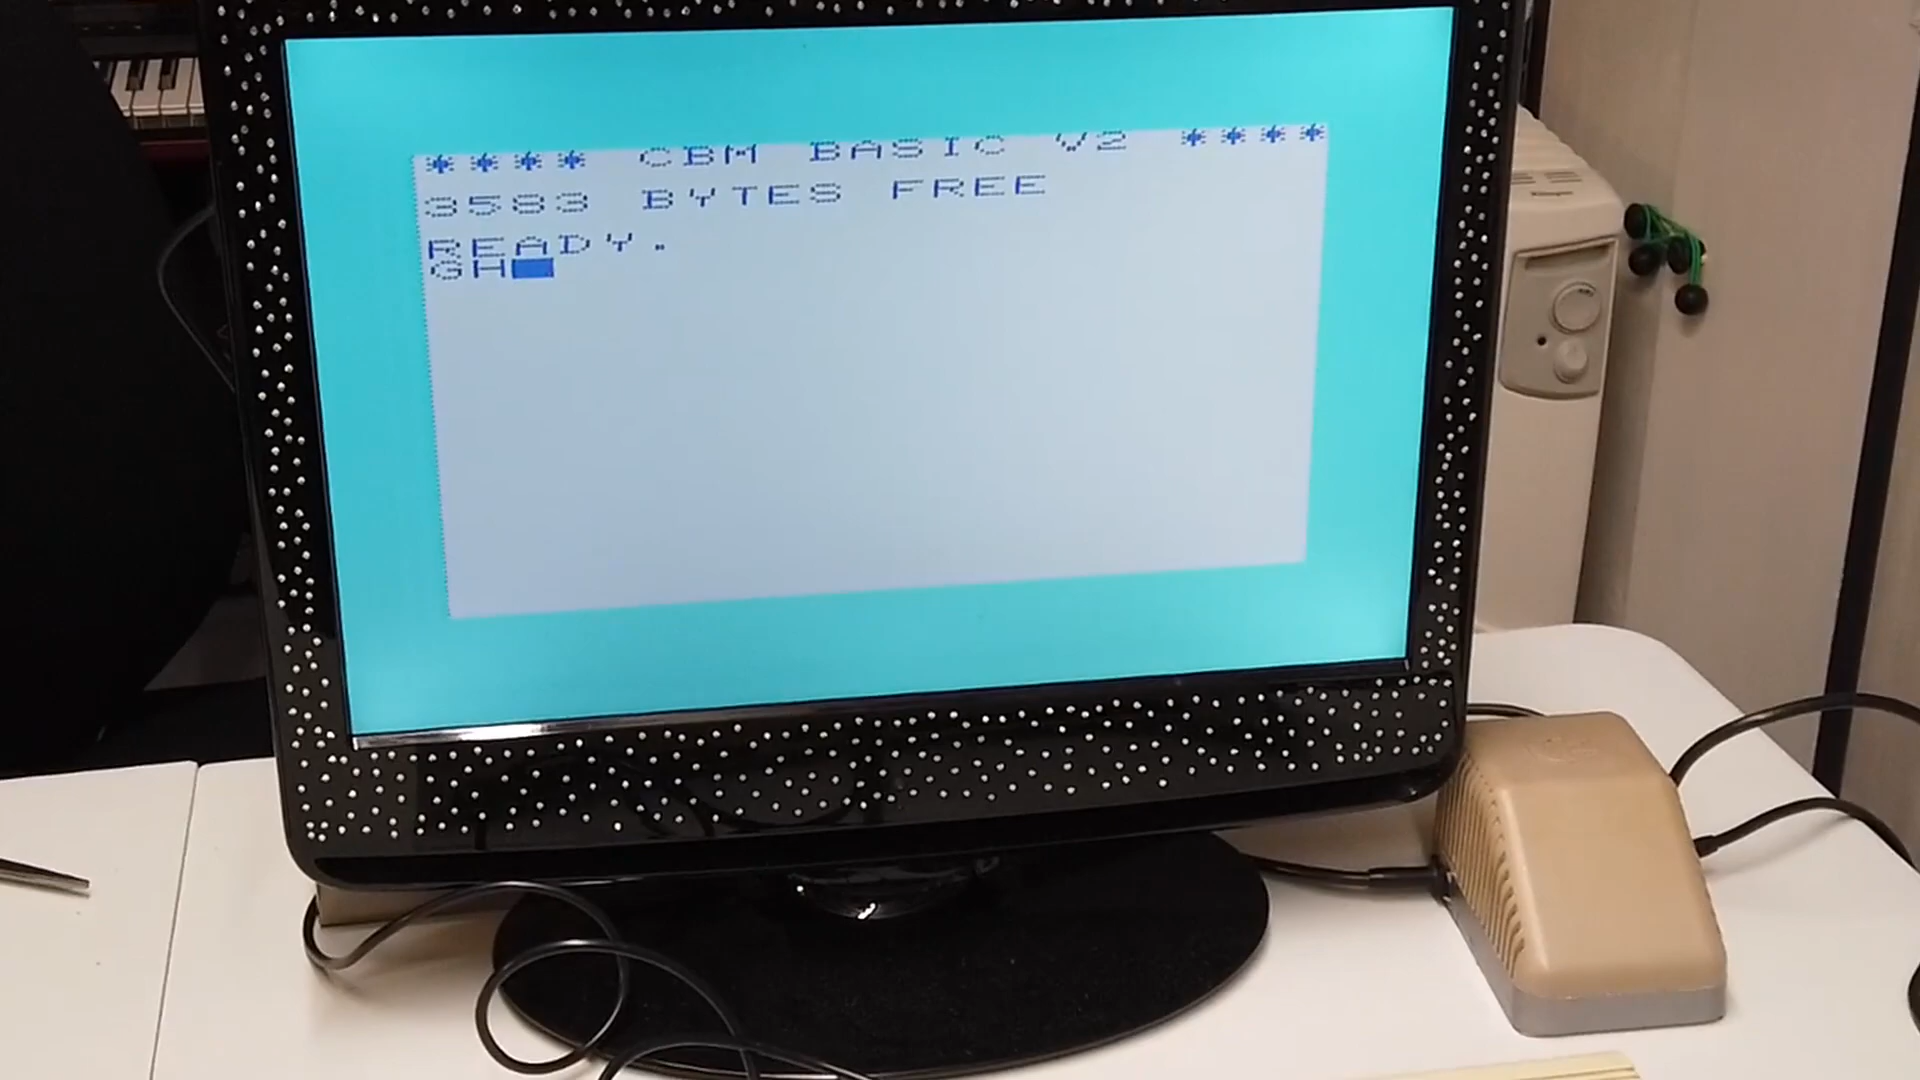 **** CBM BASIC V2 ****
3583 BYTES FREE
READY.
GH